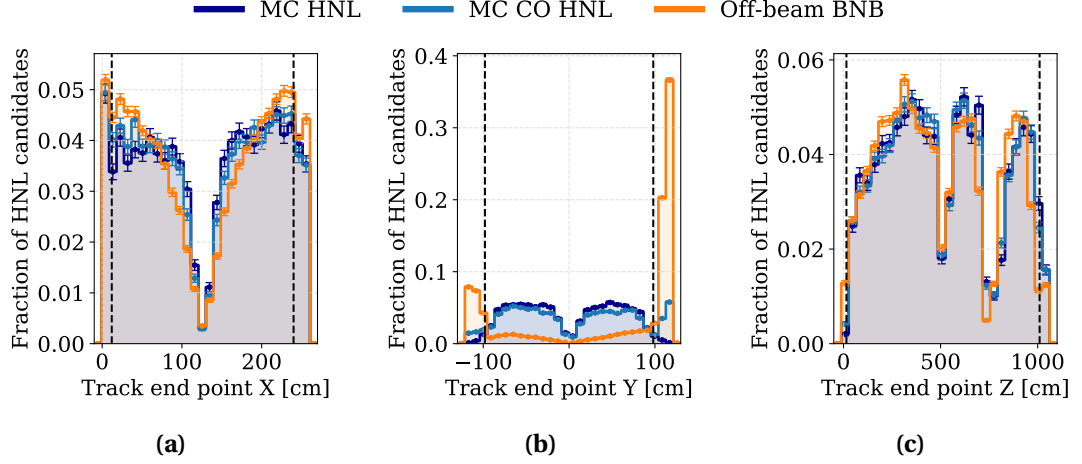 MC HNL MC CO HNL Off-beam BNB
Fraction of HNL candidates
0.00
0.01
0.02
0.03
0.04
0.05
0 100 200
Track end point X [cm]
(a)
Fraction of HNL candidates
0.0
0.1
0.2
0.3
0.4
−100 0 100
Track end point Y [cm]
(b)
Fraction of HNL candidates
0.00
0.02
0.04
0.06
0 500 1000
Track end point Z [cm]
(c)